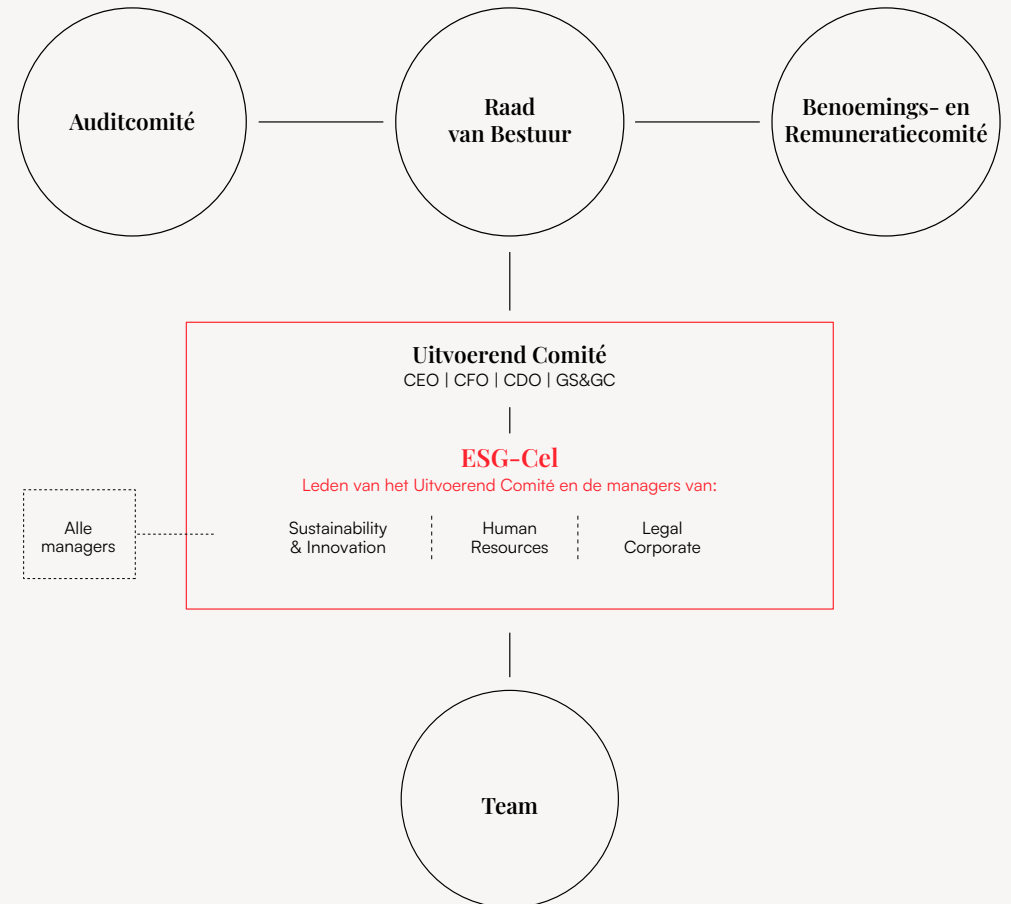 Auditcomité
Raad
van Bestuur
Benoemings- en
Remuneratiecomité
Uitvoerend Comité
CEO | CFO | CDO | GS&GC
ESG-Cel
Leden van het Uitvoerend Comité en de managers van:
Alle
managers
Sustainability
& Innovation
Human
Resources
Legal
Corporate
Team